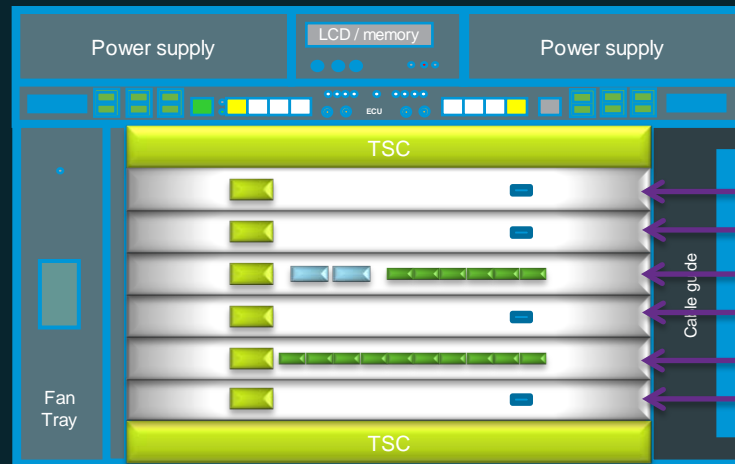 Power supply
LCD / memory
Power supply
ECU
TSC
Cable guide
Fan
Tray
TSC